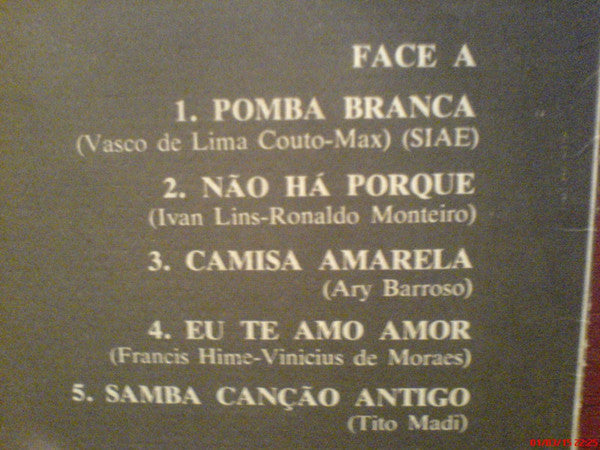 FACE A
1. POMBA BRANCA
(Vasco de Lima Couto-Max) (SIAE)
2. NÃO HÁ PORQUE
(Ivan Lins-Ronaldo Monteiro)
3. CAMISA AMARELA
(Ary Barroso)
4. EU TE AMO AMOR
(Francis Hime-Vinicius de Moraes)
5. SAMBA CANÇÃO ANTIGO
(Tito Madi)